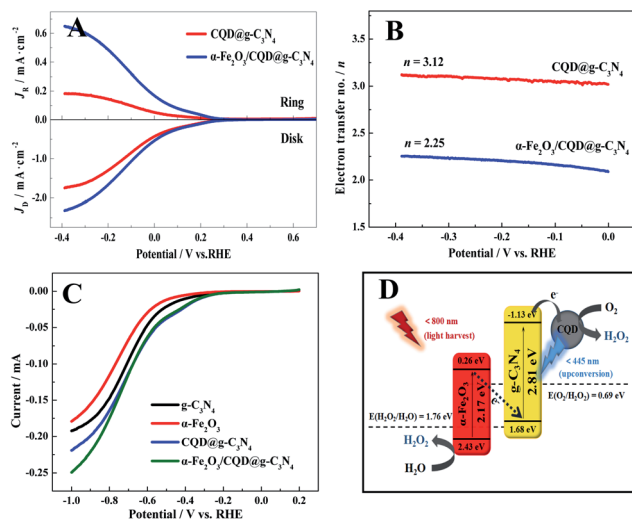 A
CQD@g-C₃N₄
α-Fe₂O₃/CQD@g-C₃N₄
Ring
Disk
J_R / mA·cm⁻²
J_D / mA·cm⁻²
0.6
0.4
0.2
0.0
-1.0
-2.0
-0.4 -0.2 0.0 0.2 0.4 0.6
Potential / V vs.RHE
B
n = 3.12
CQD@g-C₃N₄
n = 2.25
α-Fe₂O₃/CQD@g-C₃N₄
Electron transfer no. / n
4.0
3.5
3.0
2.5
2.0
1.5
-0.4 -0.3 -0.2 -0.1 0.0
Potential / V vs.RHE
C
g-C₃N₄
α-Fe₂O₃
CQD@g-C₃N₄
α-Fe₂O₃/CQD@g-C₃N₄
Current / mA
0.00
-0.05
-0.10
-0.15
-0.20
-0.25
-1.0 -0.8 -0.6 -0.4 -0.2 0.0 0.2
Potential / V vs. RHE
D
< 800 nm
(light harvest)
-1.13 eV
e⁻
O₂
CQD
H₂O₂
< 445 nm
(upconversion)
g-C₃N₄
2.81 eV
0.26 eV
α-Fe₂O₃
2.17 eV
e⁻
E(O₂/H₂O₂) = 0.69 eV
E(H₂O₂/H₂O) = 1.76 eV
1.68 eV
H₂O₂
H₂O
2.43 eV